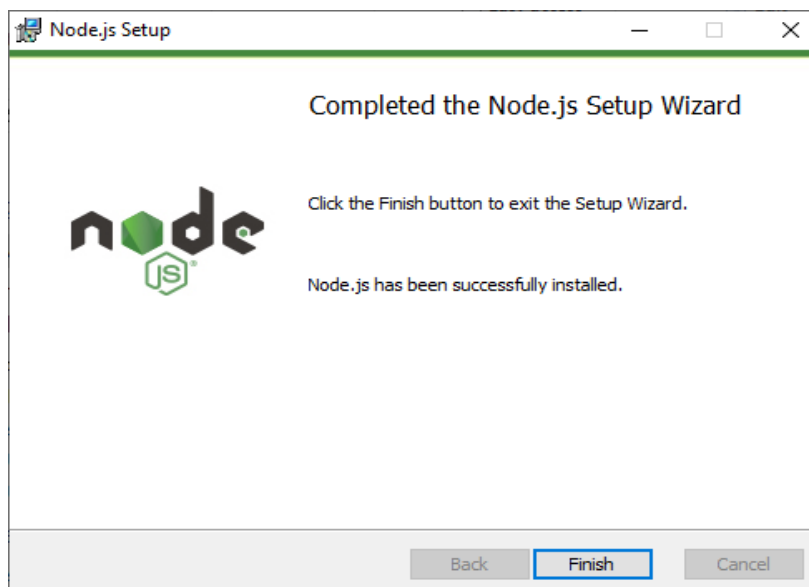 Node.js Setup
Completed the Node.js Setup Wizard
Click the Finish button to exit the Setup Wizard.
node
JS®
Node.js has been successfully installed.
Back
Finish
Cancel